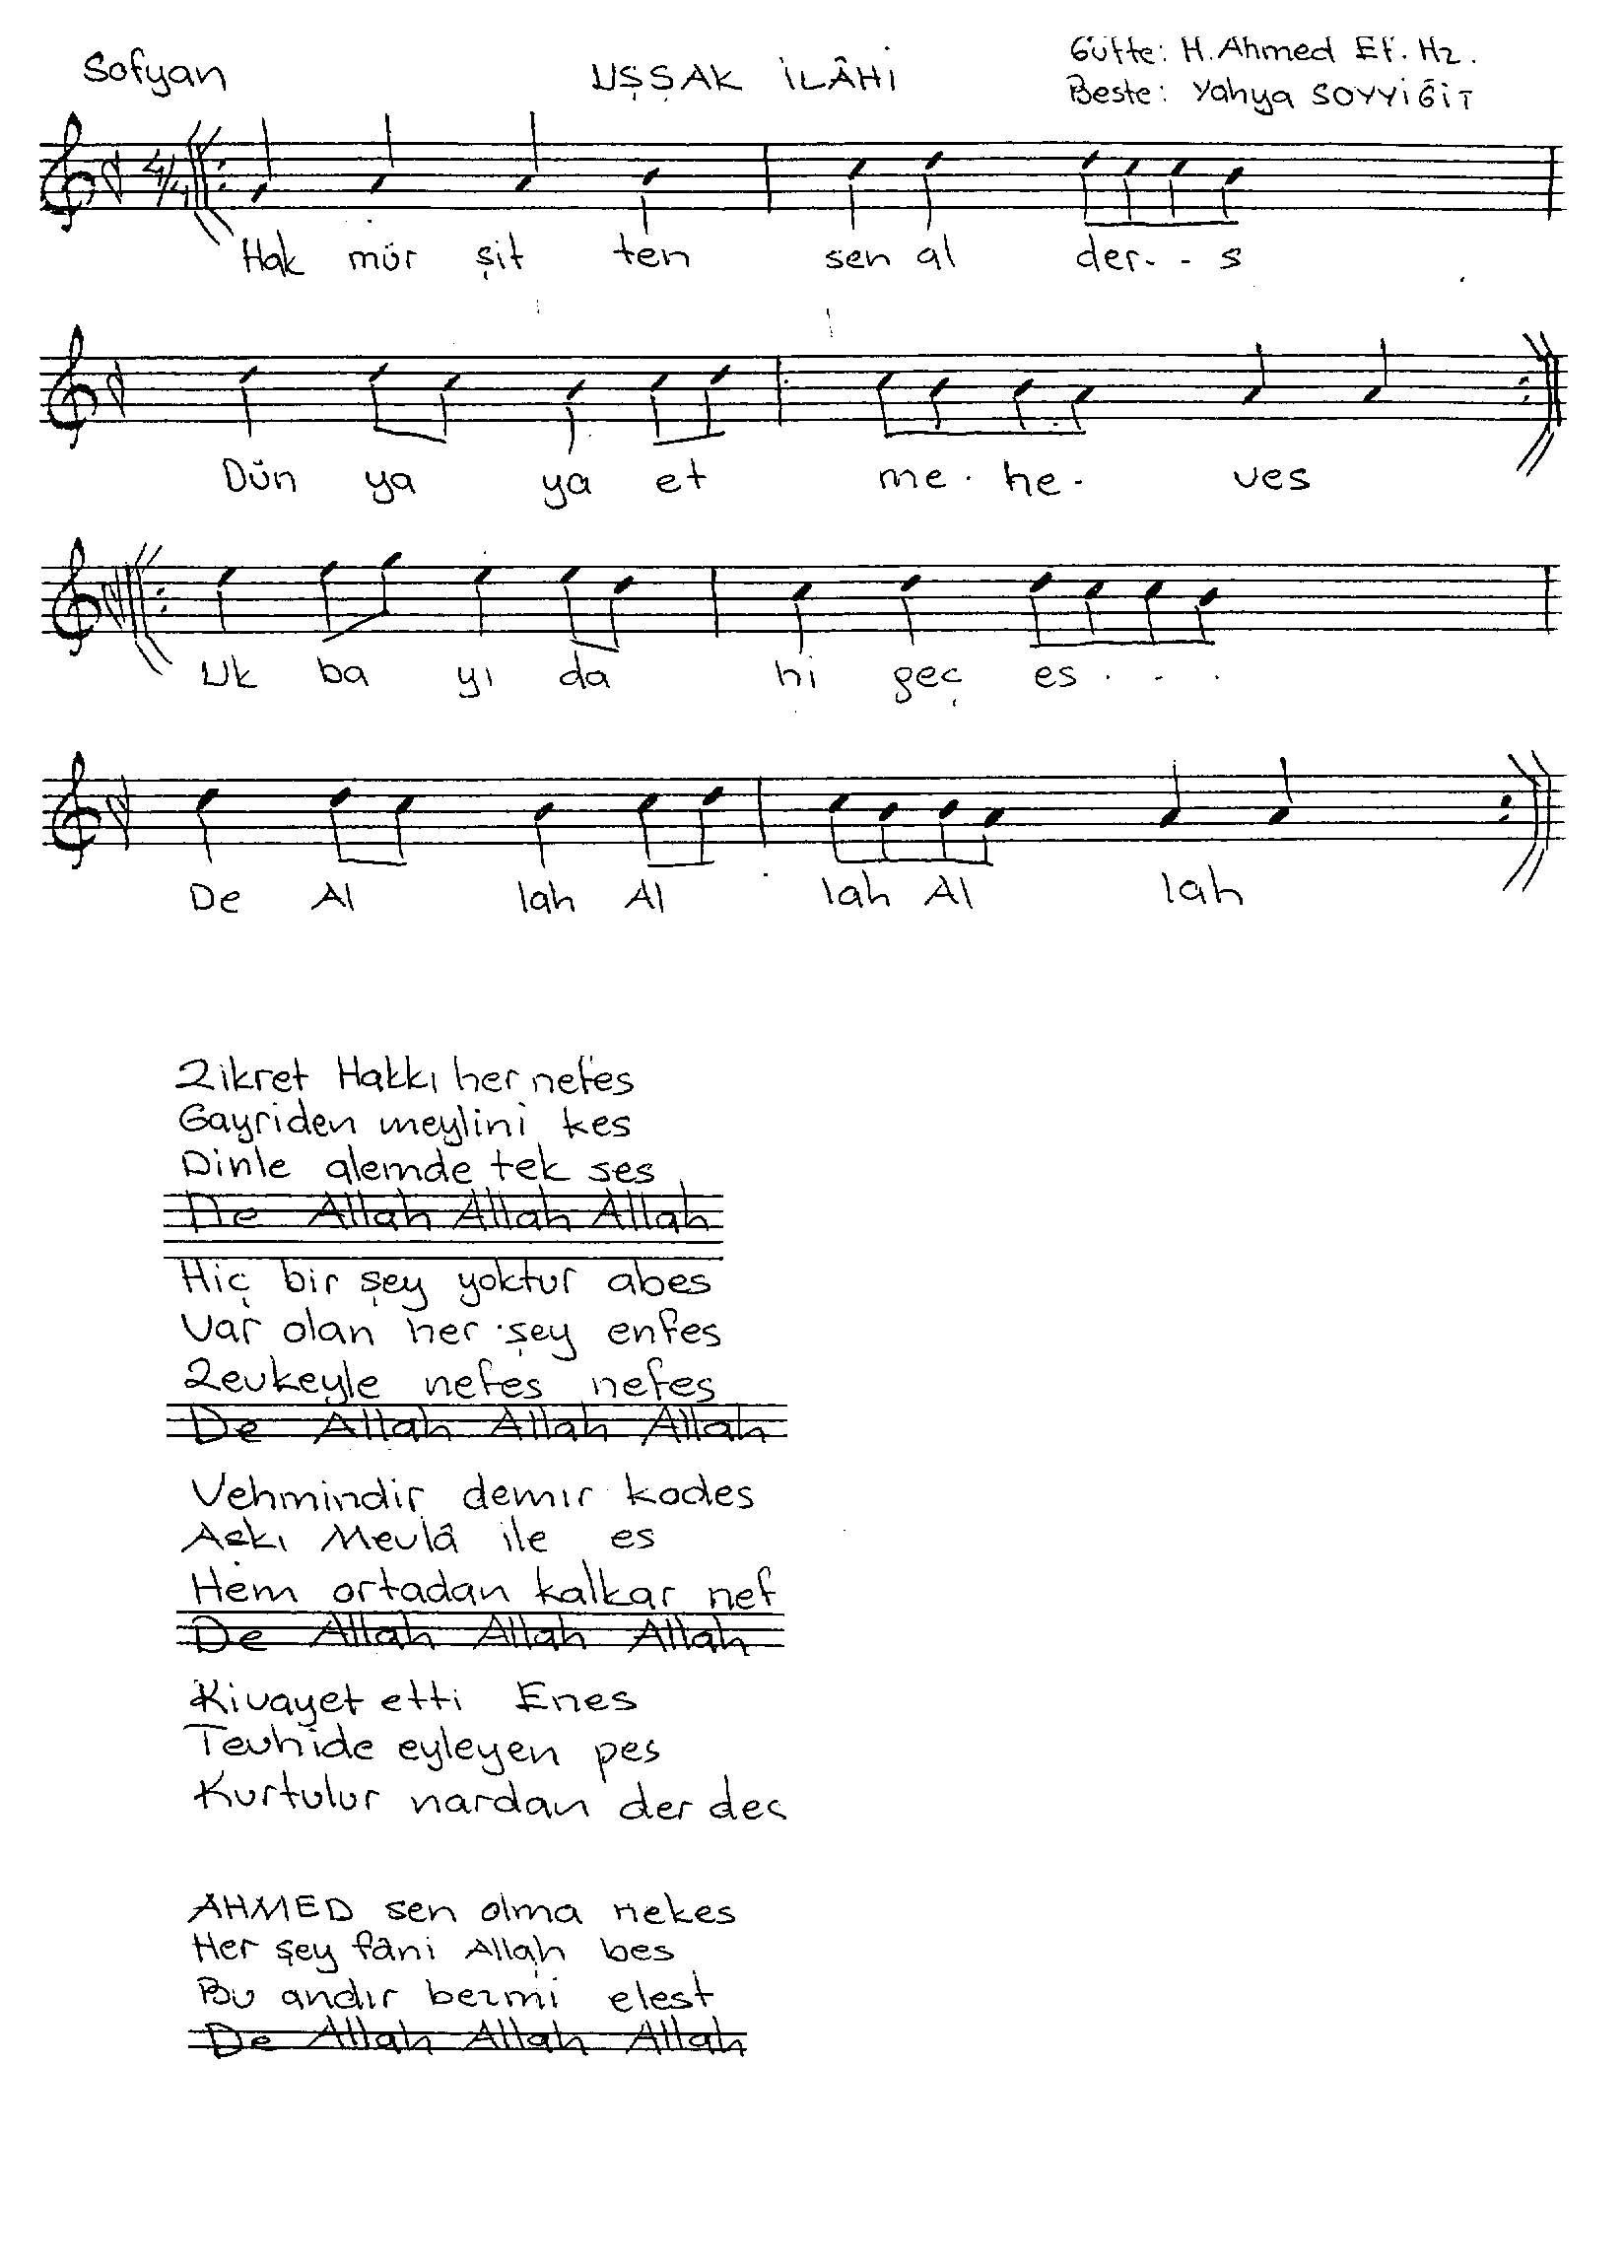 Sofyan
UŞŞAK İLÂHİ
Güfte: H. Ahmed Ef. Hz.
Beste: Yahya SOYYİĞİT
4/4
Hak mür şit ten sen al der- - s
Dün ya ya et me. he. ves
Uk ba yı da hi geç es . . .
De Al lah Al lah Al lah
Zikret Hakkı her nefes
Gayriden meylini kes
Dinle alemde tek ses
De Allah Allah Allah
Hiç bir şey yoktur abes
Var olan her şey enfes
Zevkeyle nefes nefes
De Allah Allah Allah
Vehmindir demır kodes
Aşkı Mevlâ ile es
Hem ortadan kalkar nef
De Allah Allah Allah
Rivayet etti Enes
Tevhide eyleyen pes
Kurtulur nardan der des
AHMED sen olma nekes
Her şey fâni Allah bes
Bu andır bezmi elest
De Allah Allah Allah